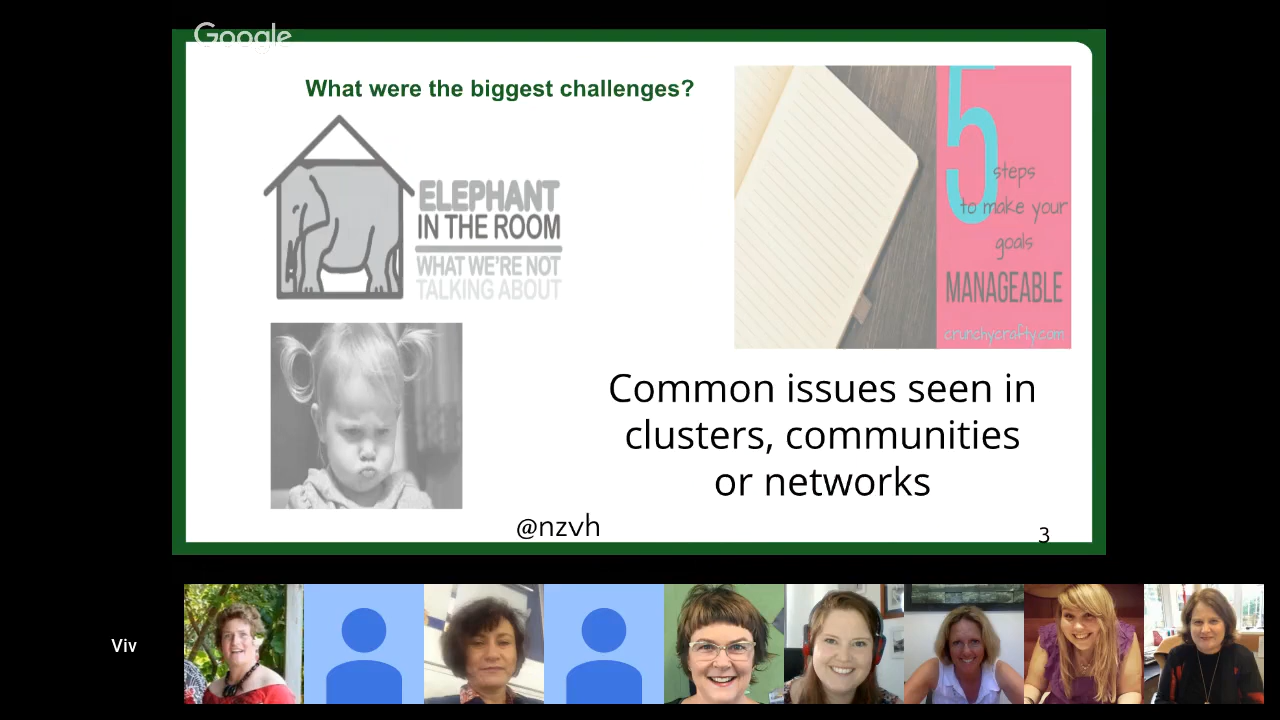 Google
What were the biggest challenges?
ELEPHANT
IN THE ROOM
WHAT WE'RE NOT
TALKING ABOUT
5
steps
to make your
goals
MANAGEABLE
crunchycrafty.com
Common issues seen in
clusters, communities
or networks
@nzvh
3
Viv